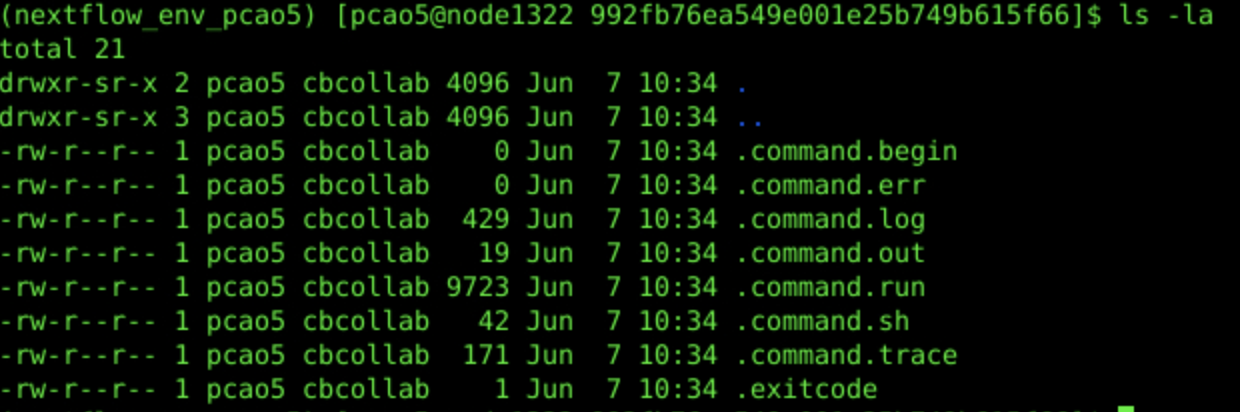 (nextflow_env_pcao5) [pcao5@node1322 992fb76ea549e001e25b749b615f66]$ ls -la
total 21
drwxr-sr-x 2 pcao5 cbcollab 4096 Jun  7 10:34 .
drwxr-sr-x 3 pcao5 cbcollab 4096 Jun  7 10:34 ..
-rw-r--r-- 1 pcao5 cbcollab    0 Jun  7 10:34 .command.begin
-rw-r--r-- 1 pcao5 cbcollab    0 Jun  7 10:34 .command.err
-rw-r--r-- 1 pcao5 cbcollab  429 Jun  7 10:34 .command.log
-rw-r--r-- 1 pcao5 cbcollab   19 Jun  7 10:34 .command.out
-rw-r--r-- 1 pcao5 cbcollab 9723 Jun  7 10:34 .command.run
-rw-r--r-- 1 pcao5 cbcollab   42 Jun  7 10:34 .command.sh
-rw-r--r-- 1 pcao5 cbcollab  171 Jun  7 10:34 .command.trace
-rw-r--r-- 1 pcao5 cbcollab    1 Jun  7 10:34 .exitcode